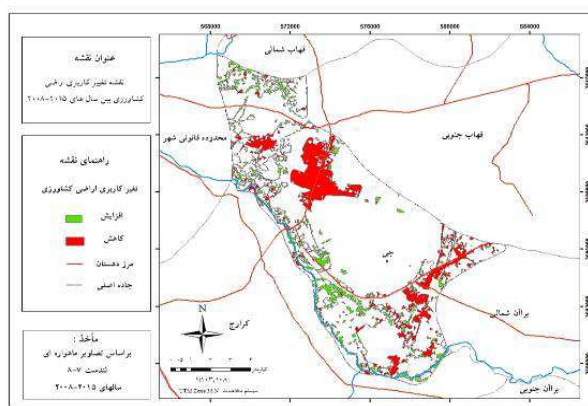 عنوان نقشه
نقشه تغییر کاربری اراضی
کشاورزی بین سال های ۲۰۱۵-۲۰۰۸
راهنمای نقشه
تغییر کاربری اراضی کشاورزی
افزایش
کاهش
مرز دهستان
جاده اصلی
مأخذ :
براساس تصاویر ماهواره ای
لندست ۷-۸
سالهای ۲۰۱۵-۲۰۰۸
568000 572000 576000 580000 584000
قهاب شمالی
قهاب جنوبی
محدوده قانونی شهر
جی
براآن شمالی
کرارج
براآن جنوبی
N